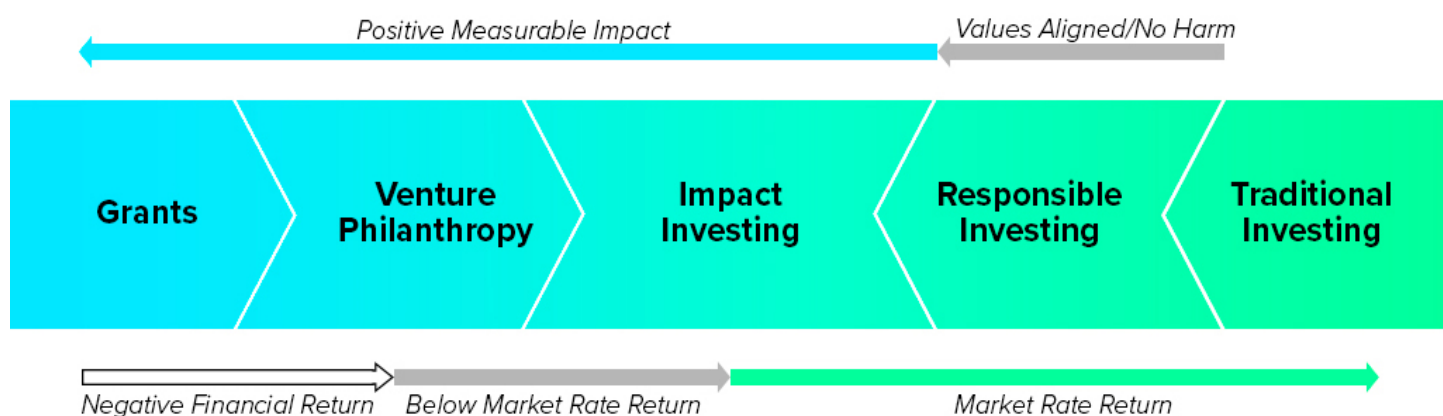 Positive Measurable Impact
Values Aligned/No Harm
Grants
Venture
Philanthropy
Impact
Investing
Responsible
Investing
Traditional
Investing
Negative Financial Return
Below Market Rate Return
Market Rate Return